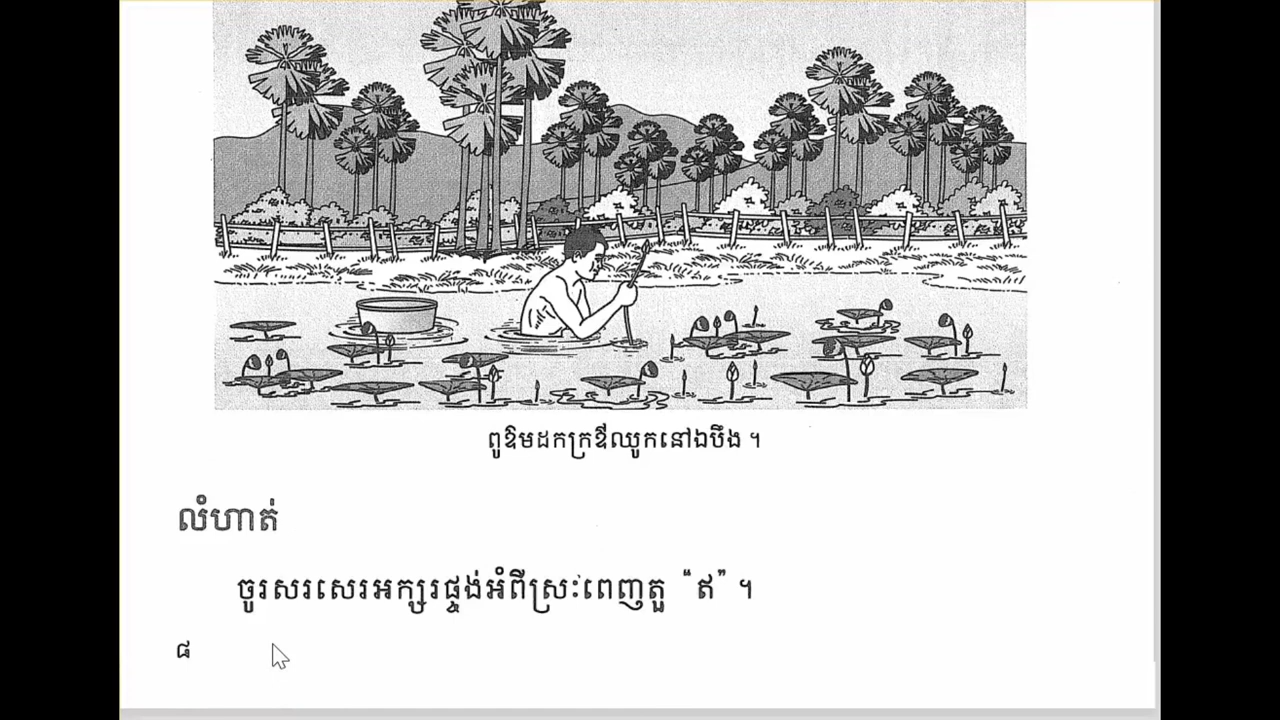 ពូឱមដកក្រឪឈូកនៅឯបឹង ។
លំហាត់
ចូរសរសេរអក្សរផ្ចង់អំពីស្រៈពេញតួ “ឥ” ។
៨